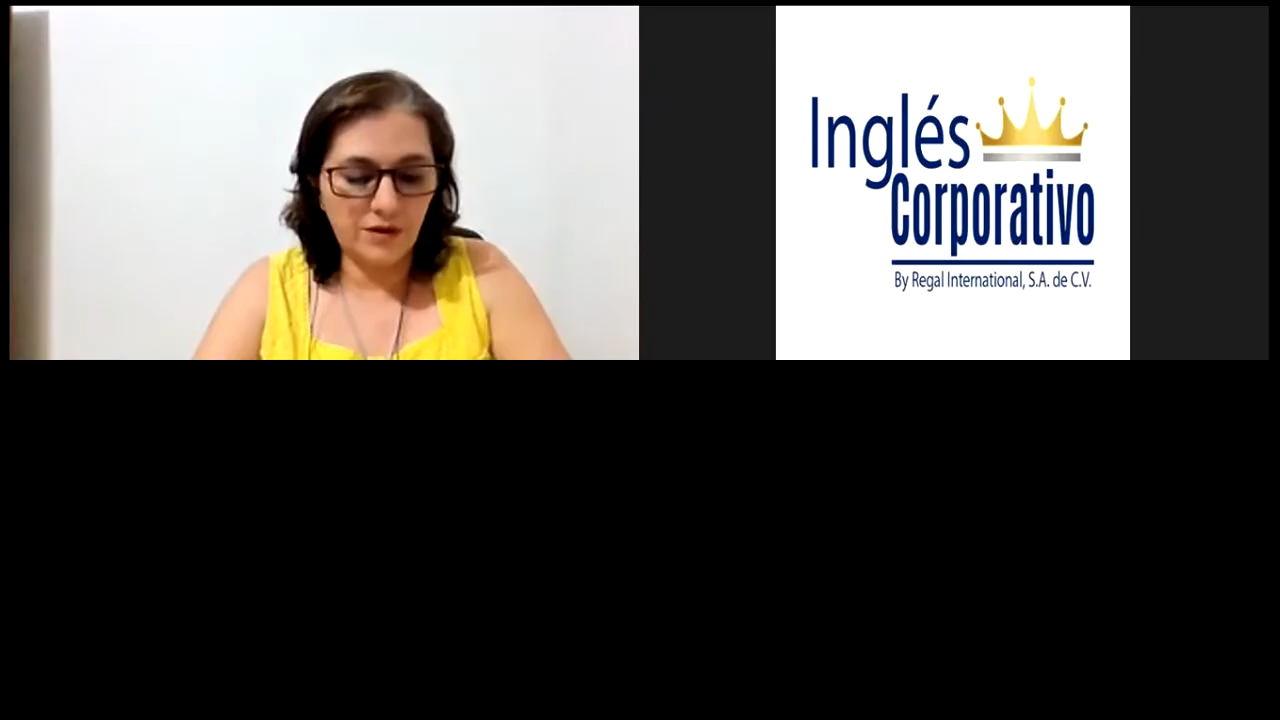 Inglés
Corporativo
By Regal International, S.A. de C.V.